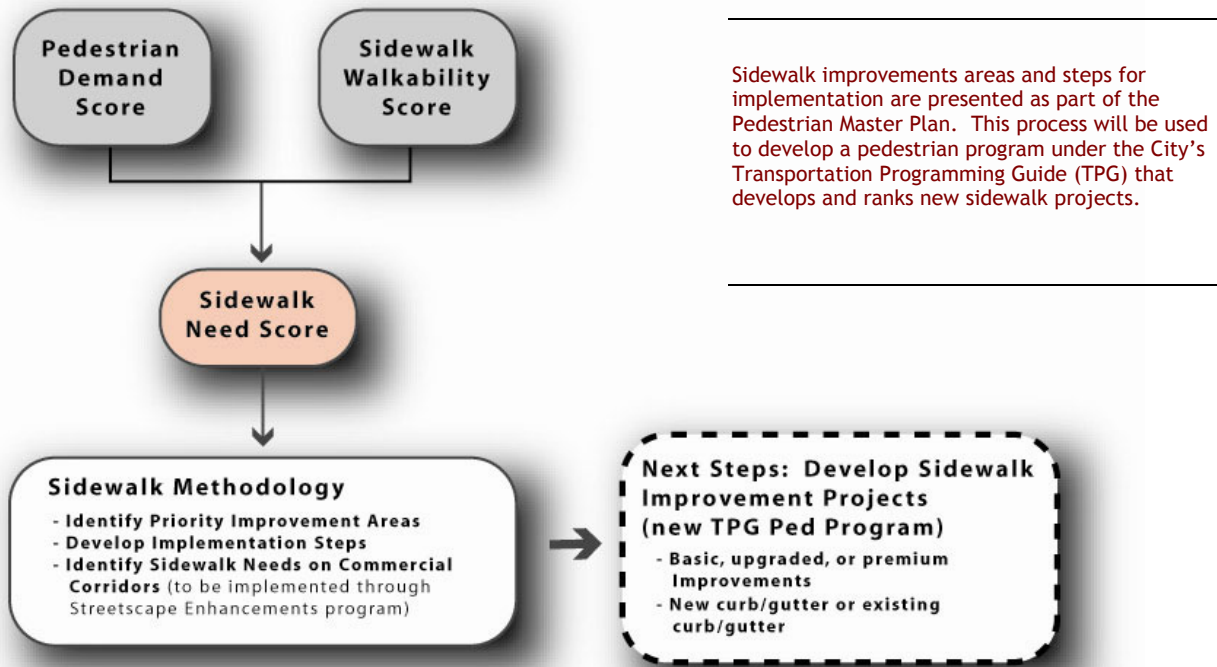 Pedestrian
Demand
Score
Sidewalk
Walkability
Score
Sidewalk improvements areas and steps for
implementation are presented as part of the
Pedestrian Master Plan. This process will be used
to develop a pedestrian program under the City's
Transportation Programming Guide (TPG) that
develops and ranks new sidewalk projects.
Sidewalk
Need Score
Sidewalk Methodology
- Identify Priority Improvement Areas
- Develop Implementation Steps
- Identify Sidewalk Needs on Commercial
Corridors (to be implemented through
Streetscape Enhancements program)
Next Steps: Develop Sidewalk
Improvement Projects
(new TPG Ped Program)
- Basic, upgraded, or premium
Improvements
- New curb/gutter or existing
curb/gutter